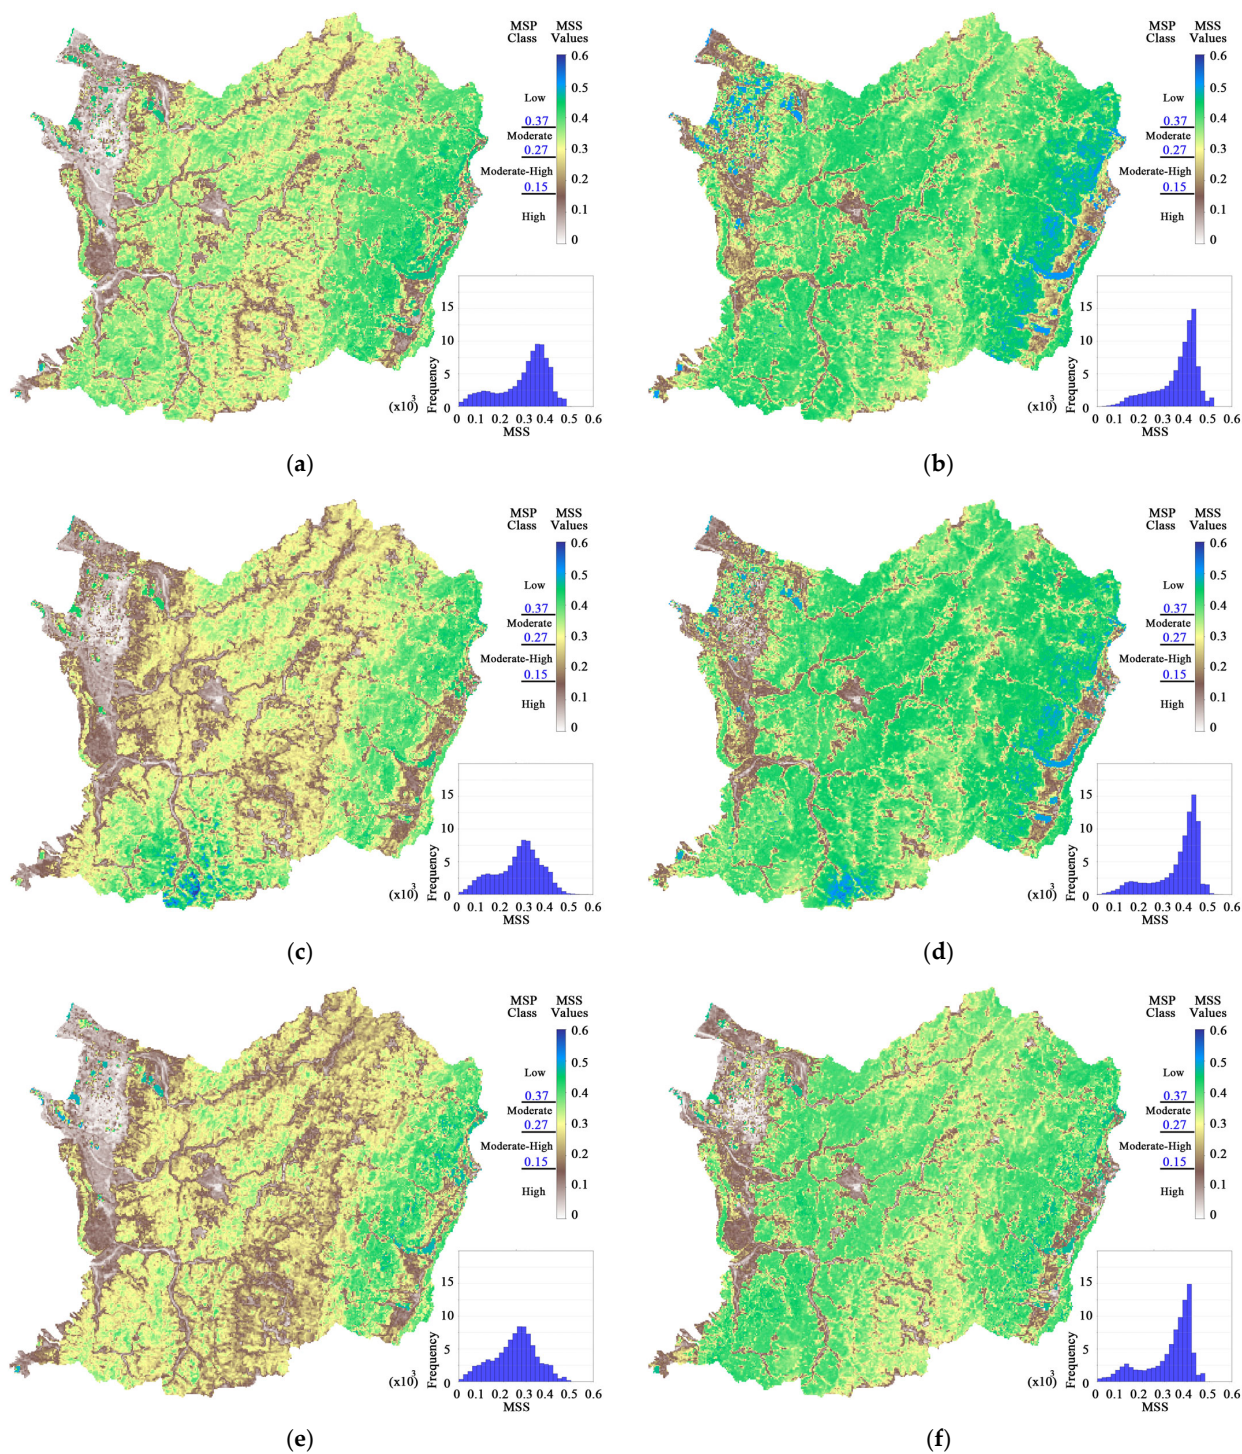 MSP MSS
Class Values
0.6
0.5
Low
0.4
0.37
Moderate
0.3
0.27
Moderate-High
0.2
0.15
0.1
High
0
15
10
5
0
Frequency
(x10³)
0 0.1 0.2 0.3 0.4 0.5 0.6
MSS
(a)
MSP MSS
Class Values
0.6
0.5
Low
0.4
0.37
Moderate
0.3
0.27
Moderate-High
0.2
0.15
0.1
High
0
15
10
5
0
Frequency
(x10³)
0 0.1 0.2 0.3 0.4 0.5 0.6
MSS
(b)
MSP MSS
Class Values
0.6
0.5
Low
0.4
0.37
Moderate
0.3
0.27
Moderate-High
0.2
0.15
0.1
High
0
15
10
5
0
Frequency
(x10³)
0 0.1 0.2 0.3 0.4 0.5 0.6
MSS
(c)
MSP MSS
Class Values
0.6
0.5
Low
0.4
0.37
Moderate
0.3
0.27
Moderate-High
0.2
0.15
0.1
High
0
15
10
5
0
Frequency
(x10³)
0 0.1 0.2 0.3 0.4 0.5 0.6
MSS
(d)
MSP MSS
Class Values
0.6
0.5
Low
0.4
0.37
Moderate
0.3
0.27
Moderate-High
0.2
0.15
0.1
High
0
15
10
5
0
Frequency
(x10³)
0 0.1 0.2 0.3 0.4 0.5 0.6
MSS
(e)
MSP MSS
Class Values
0.6
0.5
Low
0.4
0.37
Moderate
0.3
0.27
Moderate-High
0.2
0.15
0.1
High
0
15
10
5
0
Frequency
(x10³)
0 0.1 0.2 0.3 0.4 0.5 0.6
MSS
(f)